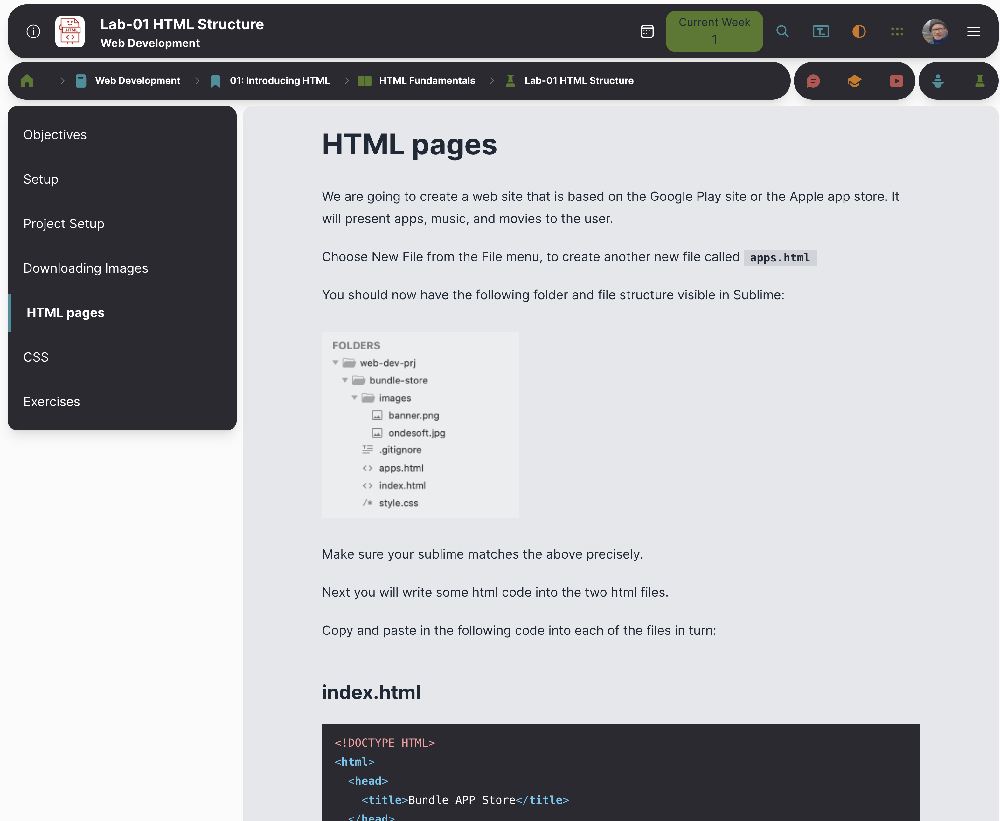 Lab-01 HTML Structure
Web Development
.HTML
<>
Current Week
1
Web Development
01: Introducing HTML
HTML Fundamentals
Lab-01 HTML Structure
Objectives
Setup
Project Setup
Downloading Images
HTML pages
CSS
Exercises
HTML pages
We are going to create a web site that is based on the Google Play site or the Apple app store. It
will present apps, music, and movies to the user.
Choose New File from the File menu, to create another new file called apps.html
You should now have the following folder and file structure visible in Sublime:
FOLDERS
web-dev-prj
bundle-store
images
banner.png
ondesoft.jpg
.gitignore
<> apps.html
<> index.html
/* style.css
Make sure your sublime matches the above precisely.
Next you will write some html code into the two html files.
Copy and paste in the following code into each of the files in turn:
index.html
<!DOCTYPE HTML>
<html>
<head>
<title>Bundle APP Store</title>
</head>